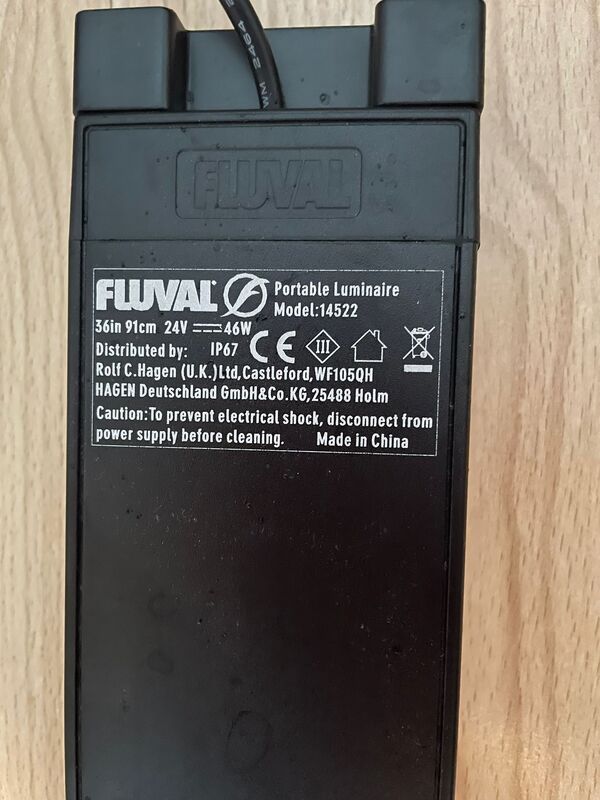 AWM 2464
FLUVAL
FLUVAL Portable Luminaire
Model:14522
36in 91cm 24V 46W
Distributed by: IP67 CE III
Rolf C.Hagen (U.K.)Ltd,Castleford,WF105QH
HAGEN Deutschland GmbH&Co.KG,25488 Holm
Caution:To prevent electrical shock, disconnect from
power supply before cleaning. Made in China